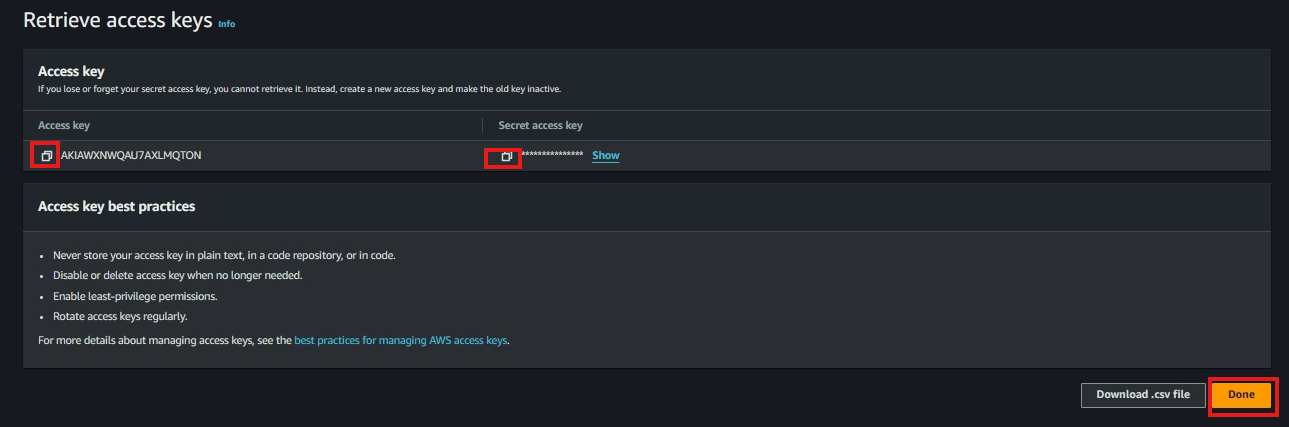 Retrieve access keys Info
Access key
If you lose or forget your secret access key, you cannot retrieve it. Instead, create a new access key and make the old key inactive.
Access key Secret access key
AKIAWXNWQAU7AXLMQTON *************** Show
Access key best practices
• Never store your access key in plain text, in a code repository, or in code.
• Disable or delete access key when no longer needed.
• Enable least-privilege permissions.
• Rotate access keys regularly.
For more details about managing access keys, see the best practices for managing AWS access keys.
Download .csv file Done